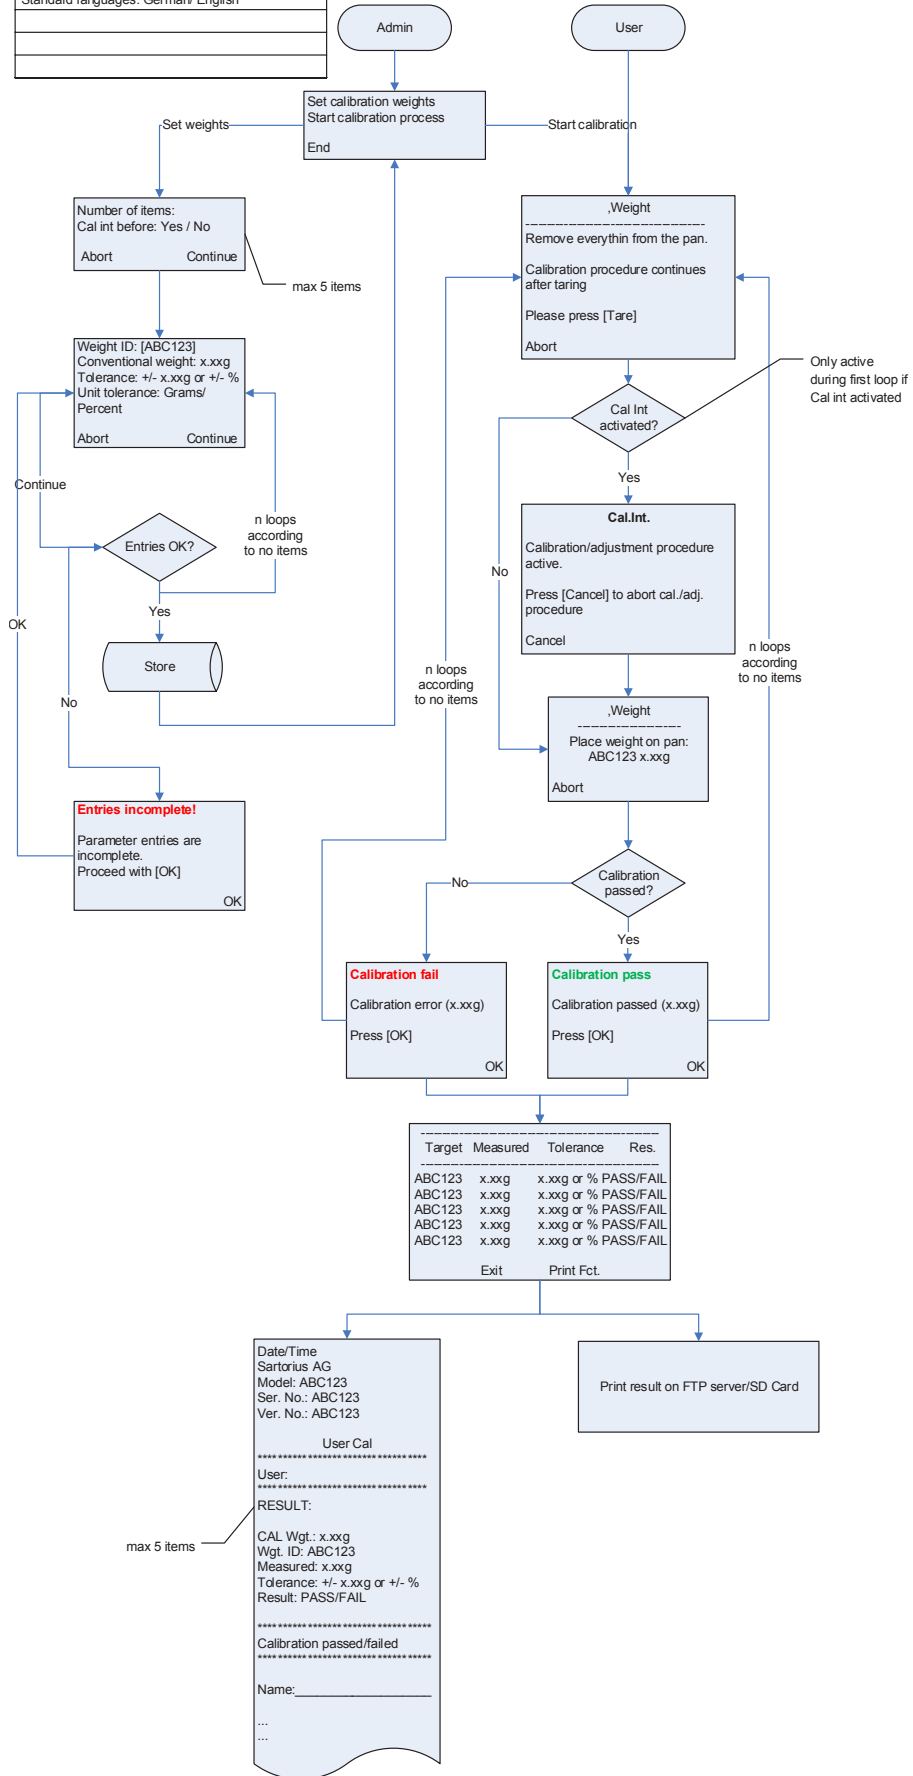 Standard languages: German/ English
Admin
User
Set calibration weights
Start calibration process
End
Set weights
Start calibration
Number of items:
Cal int before: Yes / No
Abort Continue
max 5 items
Weight ID: [ABC123]
Conventional weight: x.xxg
Tolerance: +/- x.xxg or +/- %
Unit tolerance: Grams/
Percent
Abort Continue
Continue
Entries OK?
n loops
according
to no items
Yes
Store
OK
No
Entries incomplete!
Parameter entries are
incomplete.
Proceed with [OK]
OK
,Weight
------------------------------------
Remove everythin from the pan.
Calibration procedure continues
after taring
Please press [Tare]
Abort
Only active
during first loop if
Cal int activated
Cal Int
activated?
Yes
No
Cal.Int.
Calibration/adjustment procedure
active.
Press [Cancel] to abort cal./adj.
procedure
Cancel
n loops
according
to no items
n loops
according
to no items
,Weight
---------------------
Place weight on pan:
ABC123 x.xxg
Abort
Calibration
passed?
No
Yes
Calibration fail
Calibration error (x.xxg)
Press [OK]
OK
Calibration pass
Calibration passed (x.xxg)
Press [OK]
OK
------------------------------------------------
Target Measured Tolerance Res.
------------------------------------------------
ABC123 x.xxg x.xxg or % PASS/FAIL
ABC123 x.xxg x.xxg or % PASS/FAIL
ABC123 x.xxg x.xxg or % PASS/FAIL
ABC123 x.xxg x.xxg or % PASS/FAIL
ABC123 x.xxg x.xxg or % PASS/FAIL
Exit Print Fct.
Date/Time
Sartorius AG
Model: ABC123
Ser. No.: ABC123
Ver. No.: ABC123
User Cal
**********************************
User:
**********************************
RESULT:
CAL Wgt.: x.xxg
Wgt. ID: ABC123
Measured: x.xxg
Tolerance: +/- x.xxg or +/- %
Result: PASS/FAIL
***********************************
Calibration passed/failed
***********************************
Name:____________________
...
...
max 5 items
Print result on FTP server/SD Card